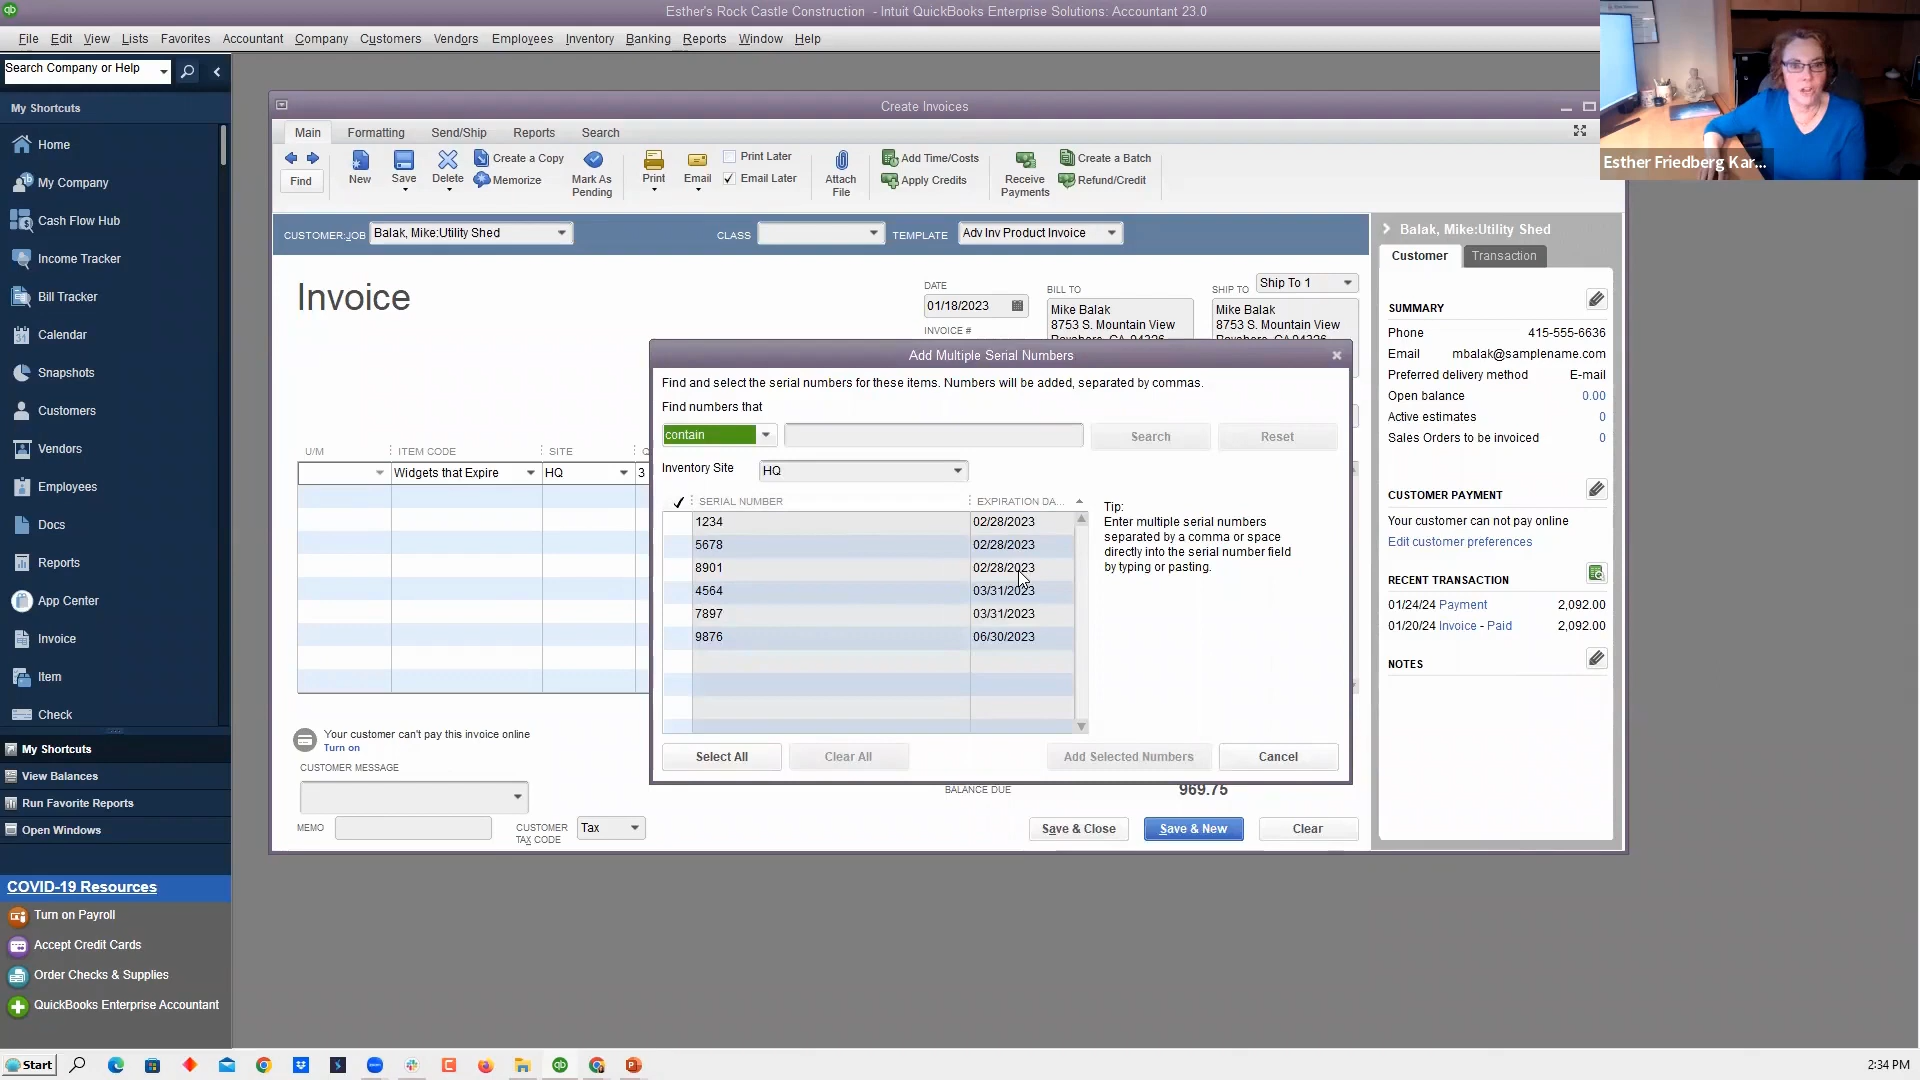 Esther's Rock Castle Construction - Intuit QuickBooks Enterprise Solutions: Accountant 23.0
File Edit View Lists Favorites Accountant Company Customers Vendors Employees Inventory Banking Reports Window Help
Search Company or Help
My Shortcuts
Home
My Company
Cash Flow Hub
Income Tracker
Bill Tracker
Calendar
Snapshots
Customers
Vendors
Employees
Docs
Reports
App Center
Invoice
Item
Check
My Shortcuts
View Balances
Run Favorite Reports
Open Windows
COVID-19 Resources
Turn on Payroll
Accept Credit Cards
Order Checks & Supplies
QuickBooks Enterprise Accountant
Create Invoices
Main Formatting Send/Ship Reports Search
Find
New
Save
Delete
Create a Copy
Memorize
Mark As
Pending
Print
Email
Print Later
Email Later
Attach
File
Add Time/Costs
Apply Credits
Receive
Payments
Create a Batch
Refund/Credit
CUSTOMER:JOB Balak, Mike:Utility Shed CLASS TEMPLATE Adv Inv Product Invoice
Invoice
DATE
01/18/2023
INVOICE #
BILL TO
Mike Balak
8753 S. Mountain View
SHIP TO Ship To 1
Mike Balak
8753 S. Mountain View
U/M ITEM CODE SITE
Widgets that Expire HQ 3
Add Multiple Serial Numbers
Find and select the serial numbers for these items. Numbers will be added, separated by commas.
Find numbers that
contain Search Reset
Inventory Site HQ
SERIAL NUMBER EXPIRATION DA...
1234 02/28/2023
5678 02/28/2023
8901 02/28/2023
4564 03/31/2023
7897 03/31/2023
9876 06/30/2023
Tip:
Enter multiple serial numbers
separated by a comma or space
directly into the serial number field
by typing or pasting.
Select All Clear All Add Selected Numbers Cancel
Your customer can't pay this invoice online
Turn on
CUSTOMER MESSAGE
BALANCE DUE 969.75
MEMO
CUSTOMER
TAX CODE
Tax
Save & Close Save & New Clear
Balak, Mike:Utility Shed
Customer Transaction
SUMMARY
Phone 415-555-6636
Email mbalak@samplename.com
Preferred delivery method E-mail
Open balance 0.00
Active estimates 0
Sales Orders to be invoiced 0
CUSTOMER PAYMENT
Your customer can not pay online
Edit customer preferences
RECENT TRANSACTION
01/24/24 Payment 2,092.00
01/20/24 Invoice - Paid 2,092.00
NOTES
Esther Friedberg Kar...
Start
2:34 PM